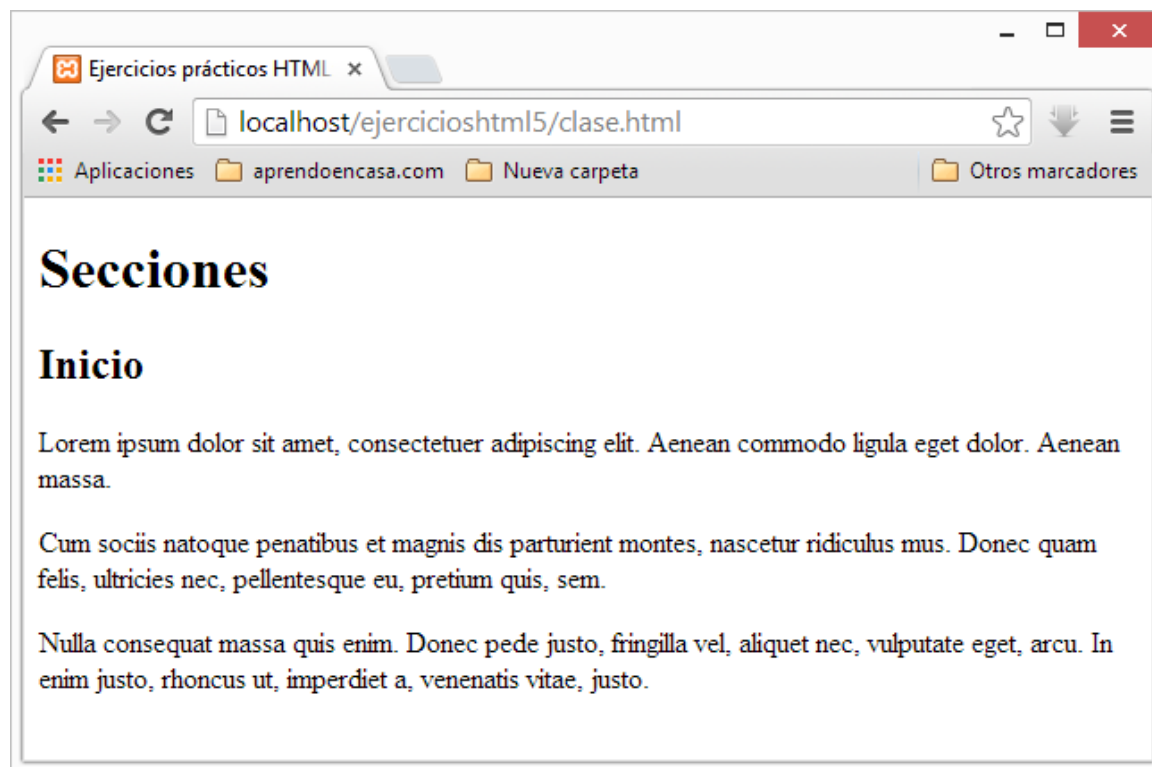 Ejercicios prácticos HTML
localhost/ejercicioshtml5/clase.html
Aplicaciones aprendoencasa.com Nueva carpeta Otros marcadores
Secciones
Inicio
Lorem ipsum dolor sit amet, consectetuer adipiscing elit. Aenean commodo ligula eget dolor. Aenean
massa.
Cum sociis natoque penatibus et magnis dis parturient montes, nascetur ridiculus mus. Donec quam
felis, ultricies nec, pellentesque eu, pretium quis, sem.
Nulla consequat massa quis enim. Donec pede justo, fringilla vel, aliquet nec, vulputate eget, arcu. In
enim justo, rhoncus ut, imperdiet a, venenatis vitae, justo.